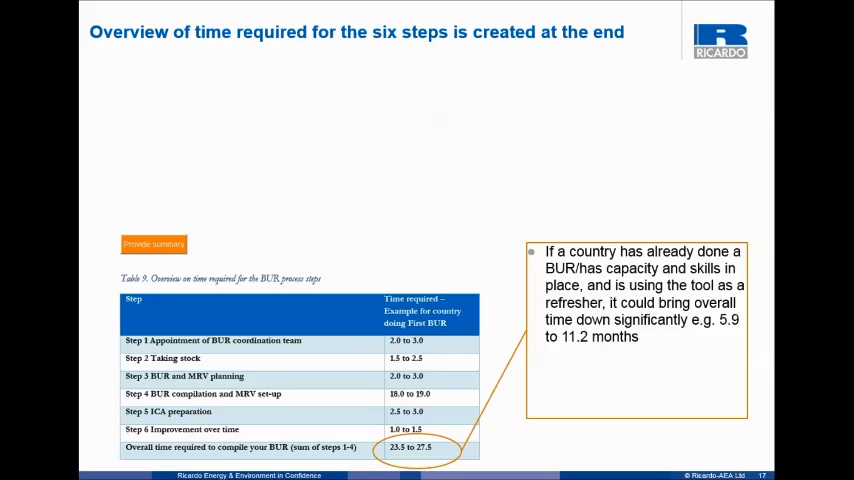 Overview of time required for the six steps is created at the end
RICARDO
Provide summary
Table 9. Overview on time required for the BUR process steps
Step
Time required –
Example for country
doing First BUR
Step 1 Appointment of BUR coordination team 2.0 to 3.0
Step 2 Taking stock 1.5 to 2.5
Step 3 BUR and MRV planning 2.0 to 3.0
Step 4 BUR compilation and MRV set-up 18.0 to 19.0
Step 5 ICA preparation 2.5 to 3.0
Step 6 Improvement over time 1.0 to 1.5
Overall time required to compile your BUR (sum of steps 1-4) 23.5 to 27.5
If a country has already done a
BUR/has capacity and skills in
place, and is using the tool as a
refresher, it could bring overall
time down significantly e.g. 5.9
to 11.2 months
Ricardo Energy & Environment in Confidence
© Ricardo-AEA Ltd
17